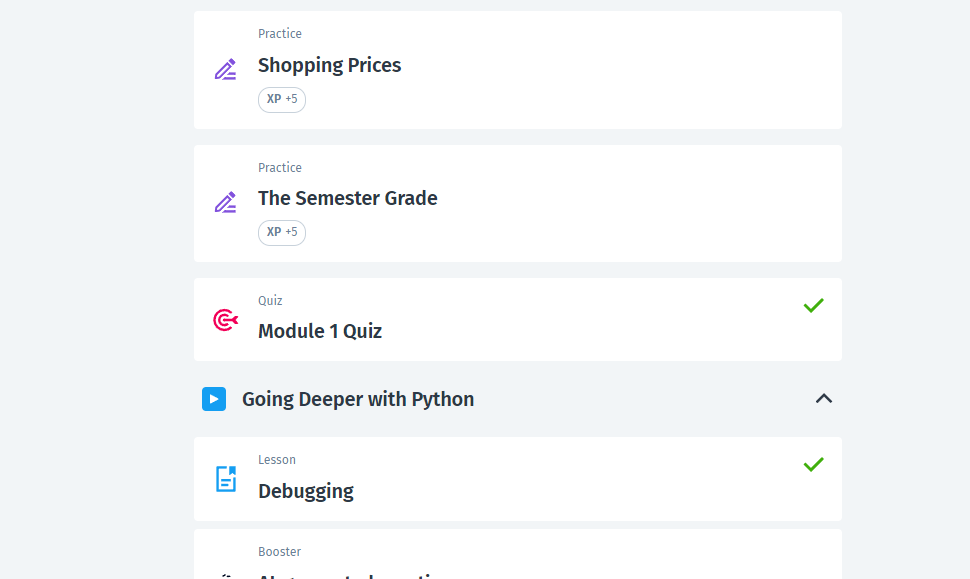 Practice
Shopping Prices
XP +5
Practice
The Semester Grade
XP +5
Quiz
Module 1 Quiz
Going Deeper with Python
Lesson
Debugging
Booster